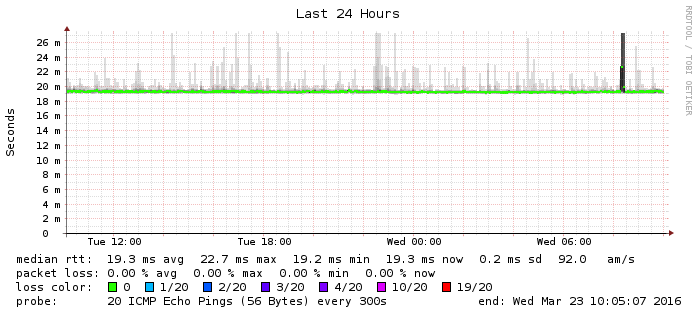 Last 24 Hours
RRDTOOL / TOBI OETIKER
Seconds
26 m
24 m
22 m
20 m
18 m
16 m
14 m
12 m
10 m
8 m
6 m
4 m
2 m
0
Tue 12:00 Tue 18:00 Wed 00:00 Wed 06:00
median rtt: 19.3 ms avg 22.7 ms max 19.2 ms min 19.3 ms now 0.2 ms sd 92.0 am/s
packet loss: 0.00 % avg 0.00 % max 0.00 % min 0.00 % now
loss color: 0 1/20 2/20 3/20 4/20 10/20 19/20
probe: 20 ICMP Echo Pings (56 Bytes) every 300s end: Wed Mar 23 10:05:07 2016